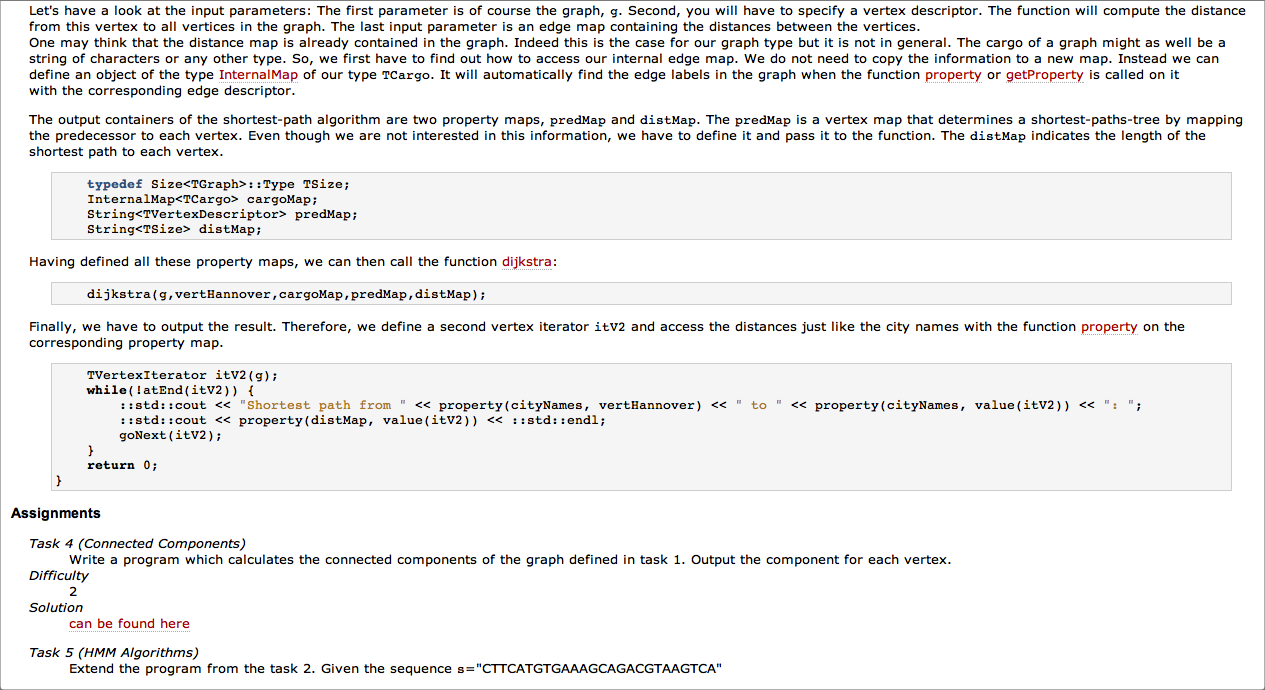 Let's have a look at the input parameters: The first parameter is of course the graph, g. Second, you will have to specify a vertex descriptor. The function will compute the distance
from this vertex to all vertices in the graph. The last input parameter is an edge map containing the distances between the vertices.
One may think that the distance map is already contained in the graph. Indeed this is the case for our graph type but it is not in general. The cargo of a graph might as well be a
string of characters or any other type. So, we first have to find out how to access our internal edge map. We do not need to copy the information to a new map. Instead we can
define an object of the type InternalMap of our type TCargo. It will automatically find the edge labels in the graph when the function property or getProperty is called on it
with the corresponding edge descriptor.
The output containers of the shortest-path algorithm are two property maps, predMap and distMap. The predMap is a vertex map that determines a shortest-paths-tree by mapping
the predecessor to each vertex. Even though we are not interested in this information, we have to define it and pass it to the function. The distMap indicates the length of the
shortest path to each vertex.
typedef Size<TGraph>::Type TSize;
InternalMap<TCargo> cargoMap;
String<TVertexDescriptor> predMap;
String<TSize> distMap;
Having defined all these property maps, we can then call the function dijkstra:
dijkstra(g,vertHannover,cargoMap,predMap,distMap);
Finally, we have to output the result. Therefore, we define a second vertex iterator itV2 and access the distances just like the city names with the function property on the
corresponding property map.
TVertexIterator itV2(g);
while(!atEnd(itV2)) {
::std::cout << "Shortest path from " << property(cityNames, vertHannover) << " to " << property(cityNames, value(itV2)) << ": ";
::std::cout << property(distMap, value(itV2)) << ::std::endl;
goNext(itV2);
}
return 0;
}
Assignments
Task 4 (Connected Components)
Write a program which calculates the connected components of the graph defined in task 1. Output the component for each vertex.
Difficulty
2
Solution
can be found here
Task 5 (HMM Algorithms)
Extend the program from the task 2. Given the sequence s="CTTCATGTGAAAGCAGACGTAAGTCA"